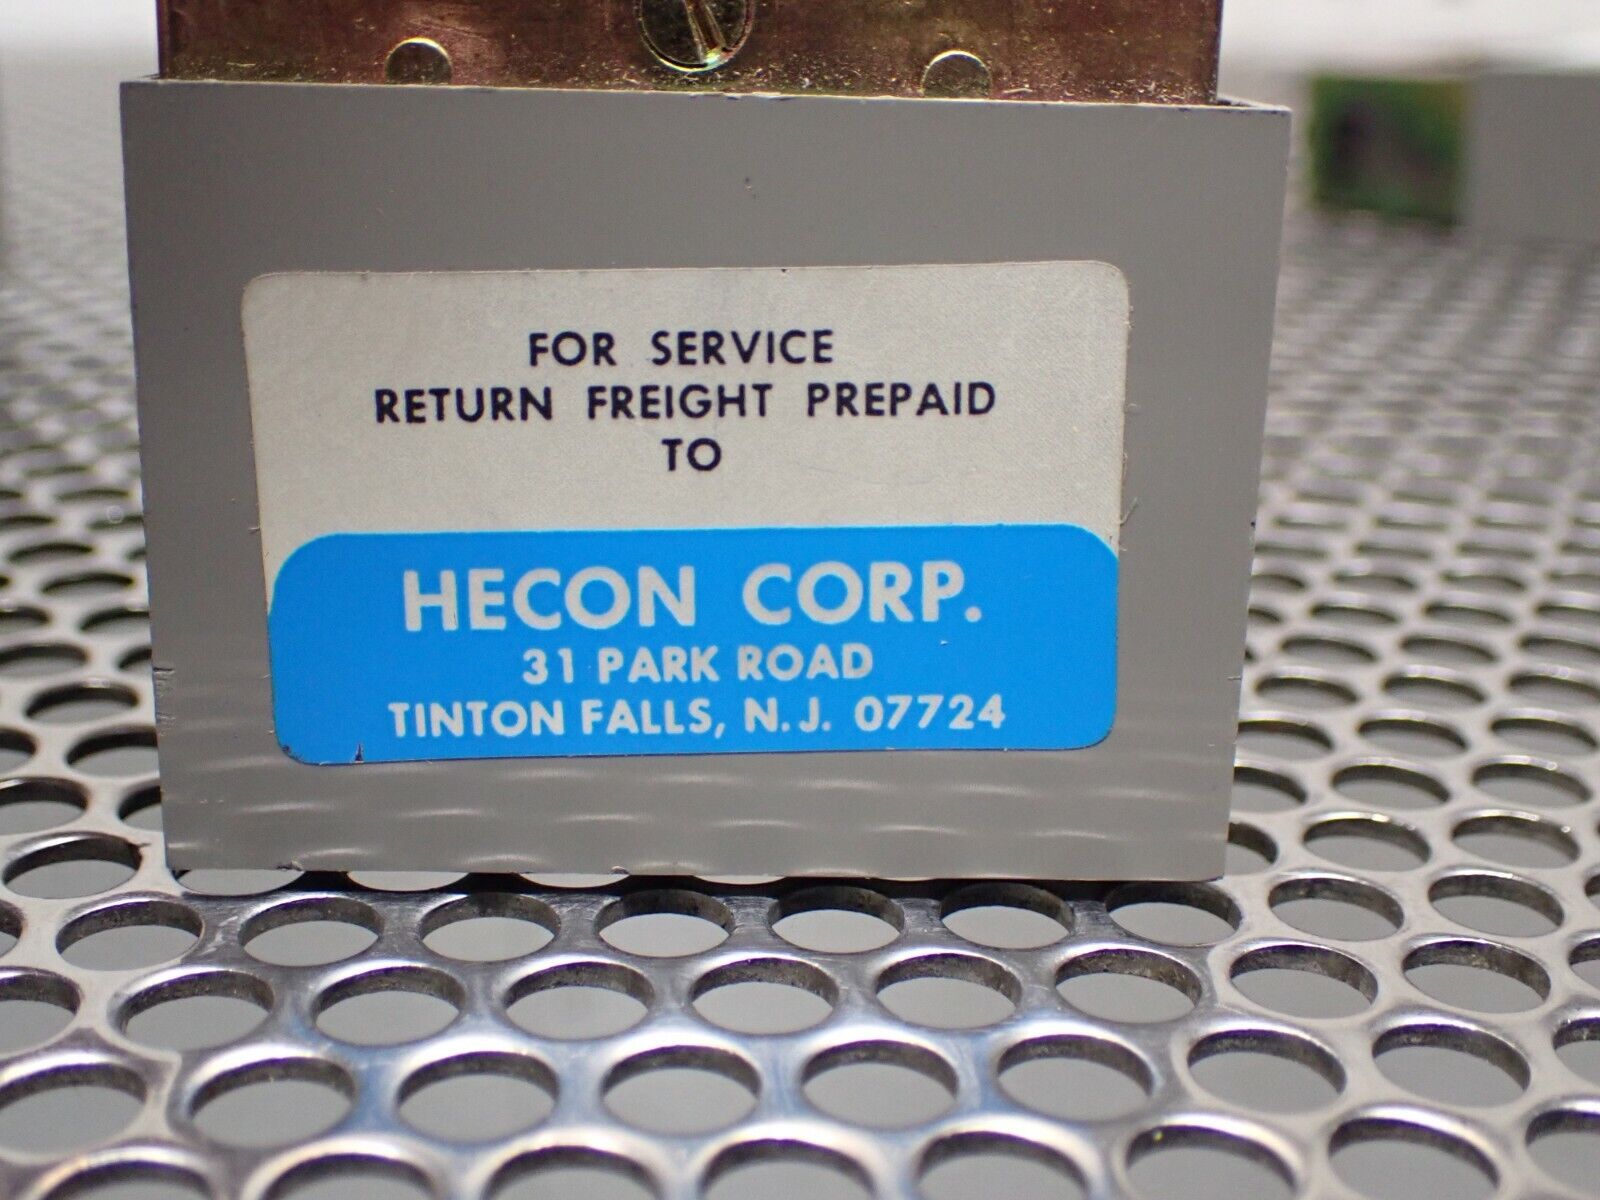 FOR SERVICE
RETURN FREIGHT PREPAID
TO
HECON CORP.
31 PARK ROAD
TINTON FALLS, N.J. 07724